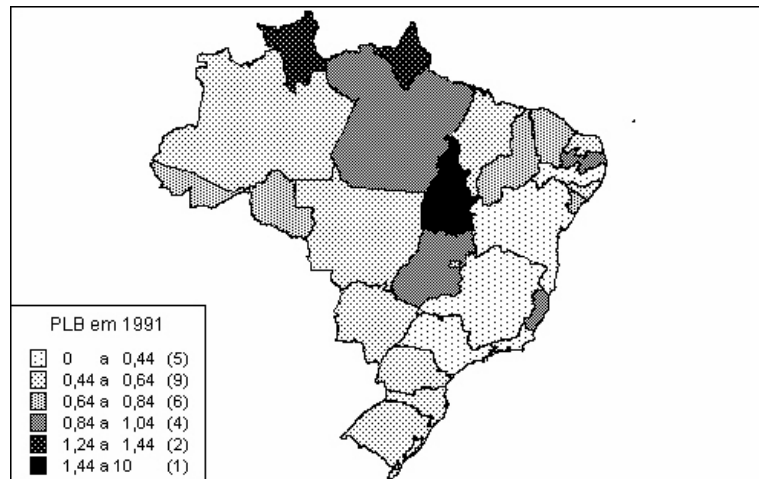 PLB em 1991
0 a 0,44 (5)
0,44 a 0,64 (9)
0,64 a 0,84 (6)
0,84 a 1,04 (4)
1,24 a 1,44 (2)
1,44 a 10 (1)